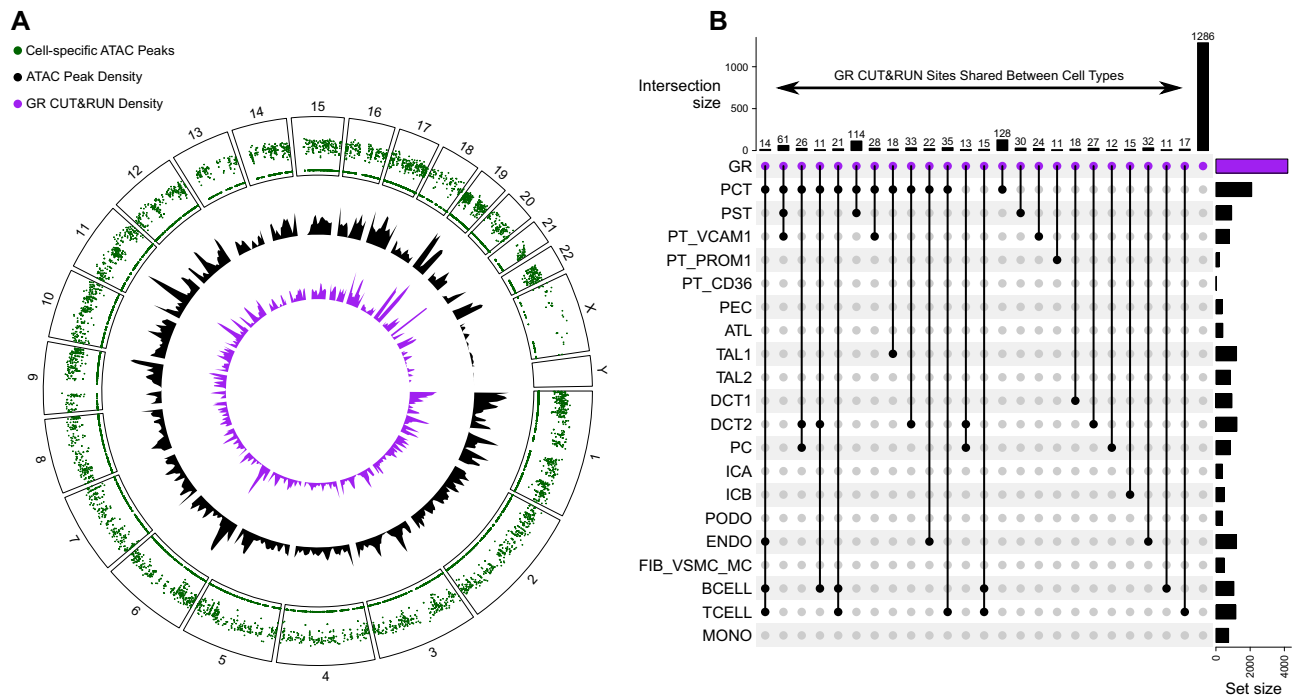 A
Cell-specific ATAC Peaks
ATAC Peak Density
GR CUT&RUN Density
1
2
3
4
5
6
7
8
9
10
11
12
13
14
15
16
17
18
19
20
21
22
X
Y
B
Intersection
size
1000
500
0
GR CUT&RUN Sites Shared Between Cell Types
14 61 26 11 21 114 28 18 33 22 35 13 15 128 30 24 11 18 27 12 15 32 11 17 1286
GR
PCT
PST
PT_VCAM1
PT_PROM1
PT_CD36
PEC
ATL
TAL1
TAL2
DCT1
DCT2
PC
ICA
ICB
PODO
ENDO
FIB_VSMC_MC
BCELL
TCELL
MONO
0 2000 4000
Set size